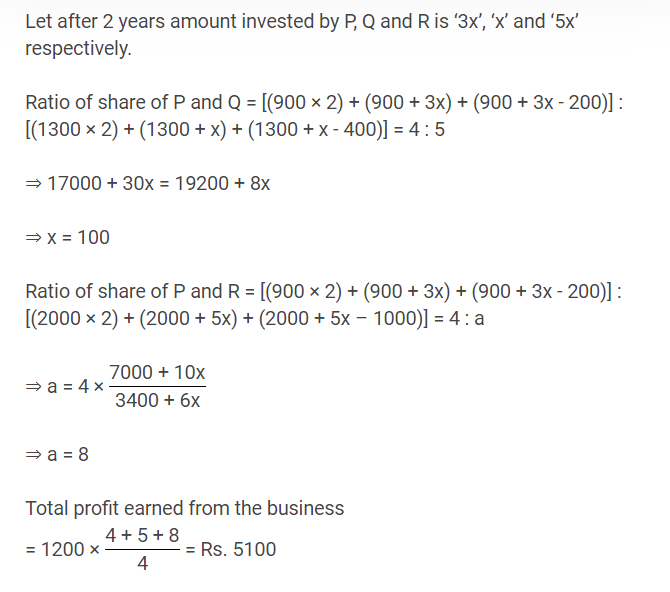 Let after 2 years amount invested by P, Q and R is ‘3x’, ‘x’ and ‘5x’
respectively.
Ratio of share of P and Q = [(900 × 2) + (900 + 3x) + (900 + 3x - 200)] :
[(1300 × 2) + (1300 + x) + (1300 + x - 400)] = 4 : 5
⇒ 17000 + 30x = 19200 + 8x
⇒ x = 100
Ratio of share of P and R = [(900 × 2) + (900 + 3x) + (900 + 3x - 200)] :
[(2000 × 2) + (2000 + 5x) + (2000 + 5x − 1000)] = 4 : a
⇒ a = 4 × (7000 + 10x)/(3400 + 6x)
⇒ a = 8
Total profit earned from the business
= 1200 × (4 + 5 + 8)/4 = Rs. 5100